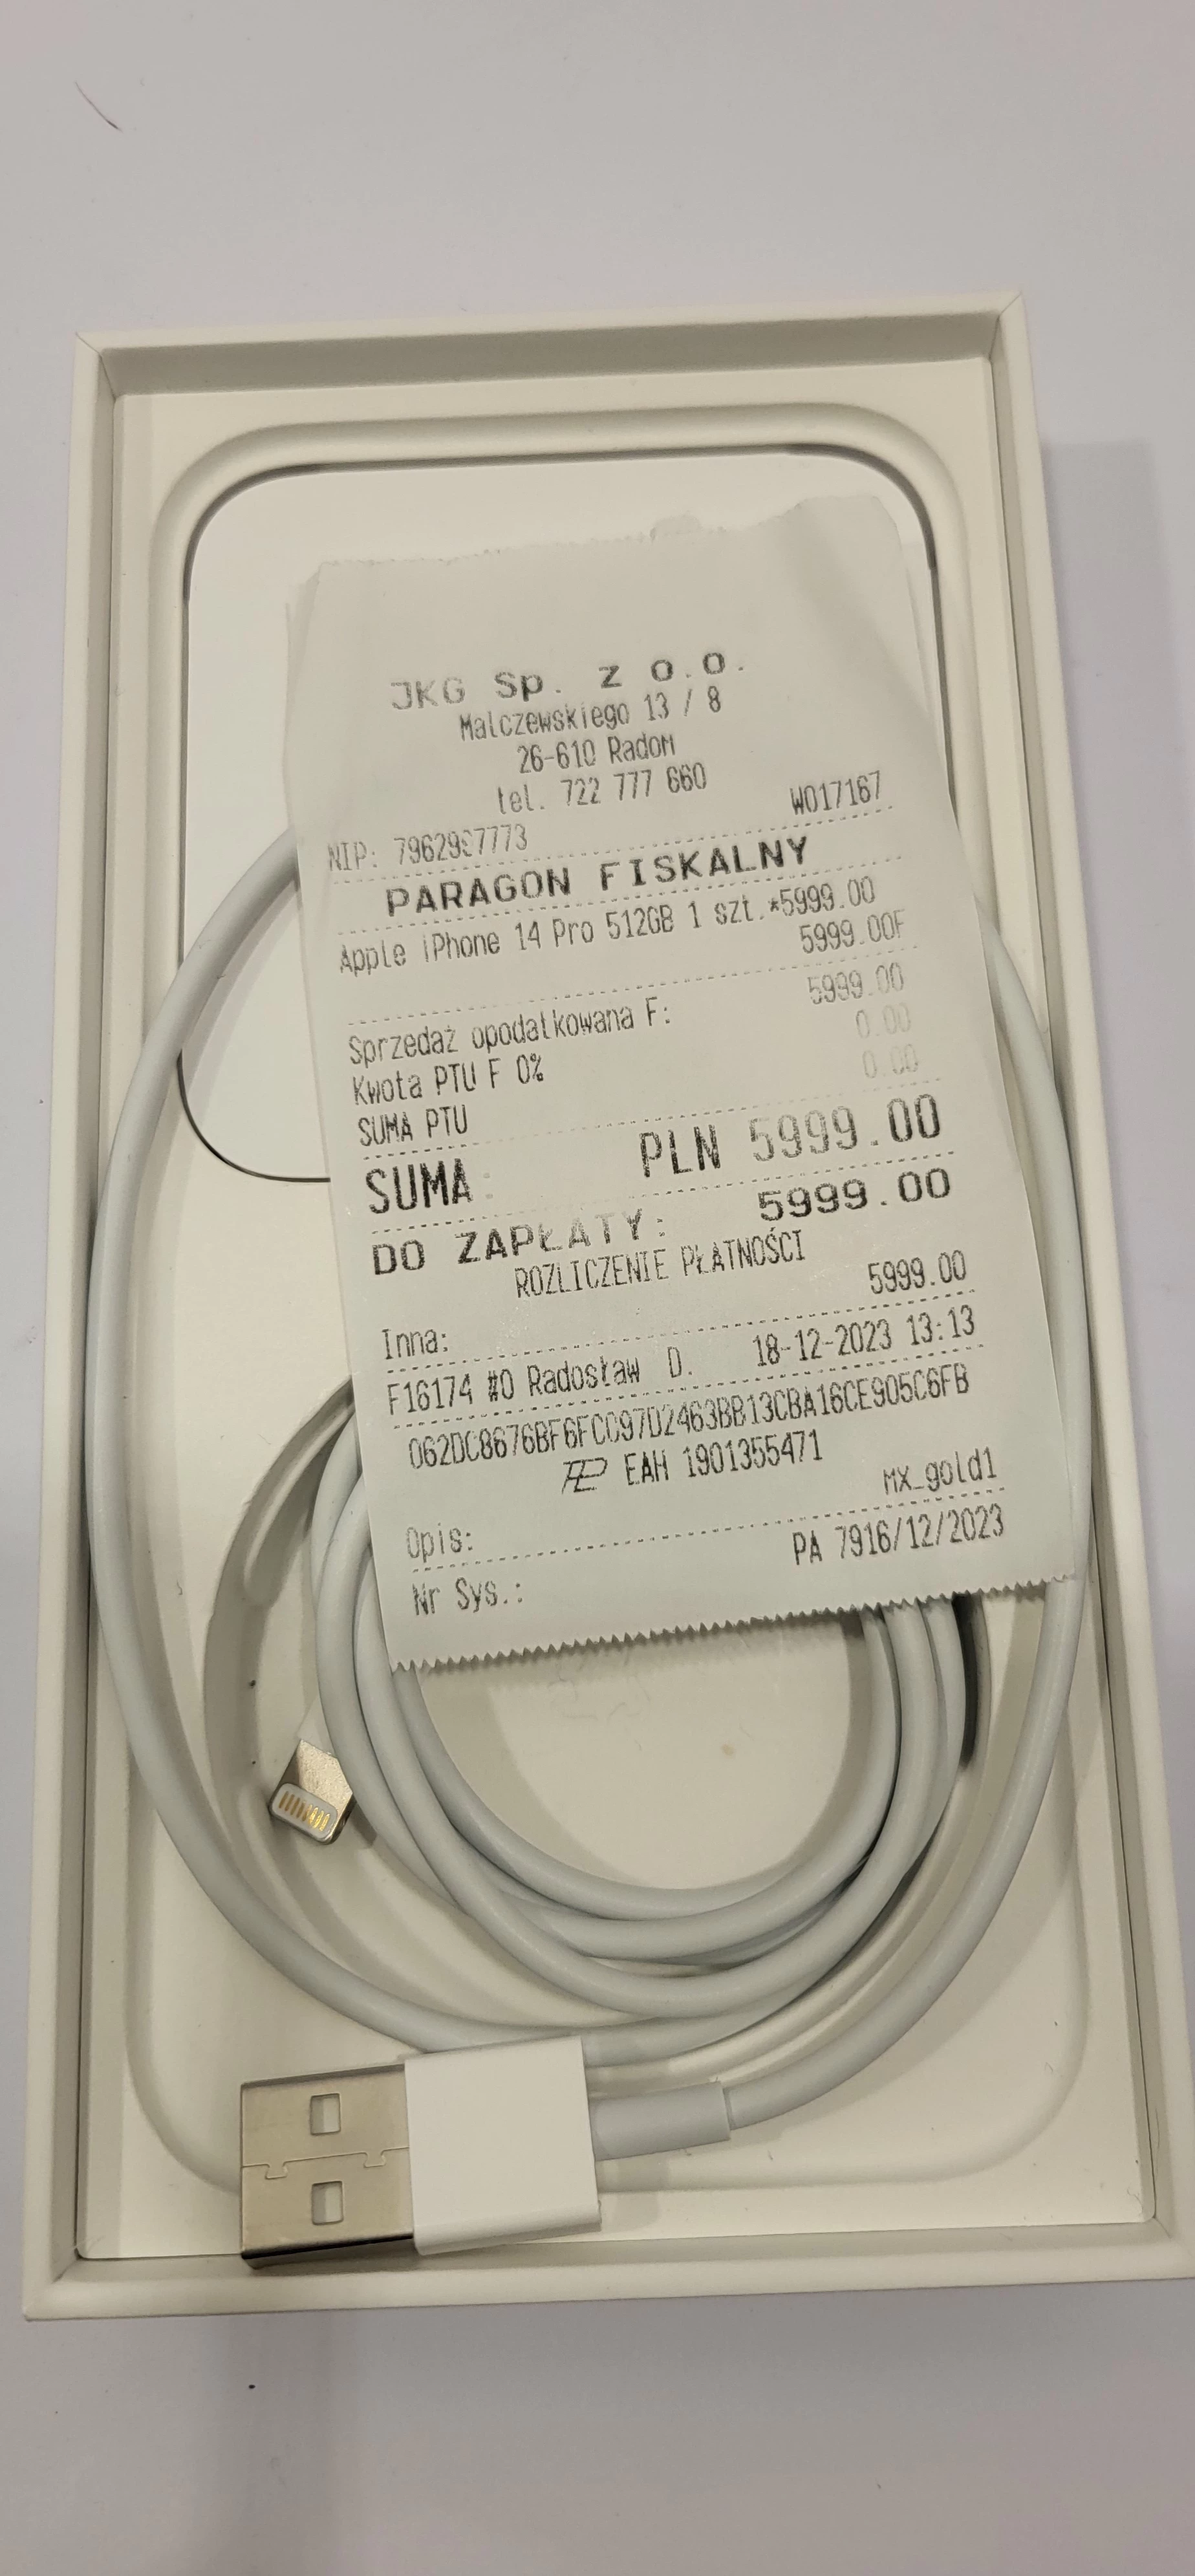 JKG Sp. z o.o.
Malczewskiego 13 / 8
26-610 Radom
tel. 722 777 660
NIP: 7962987773 W017167
PARAGON FISKALNY
Apple iPhone 14 Pro 512GB 1 szt.*5999.00
5999.00F
Sprzedaż opodatkowana F: 5999.00
Kwota PTU F 0% 0.00
SUMA PTU 0.00
SUMA: PLN 5999.00
DO ZAPŁATY: 5999.00
ROZLICZENIE PŁATNOŚCI
Inna: 5999.00
F16174 #0 Radosław D. 18-12-2023 13:13
062DC8676BF6FCC97D2463BB13CBA16CE905C6FB
EAH 1901355471
Opis: MX_gold1
Nr Sys.: PA 7916/12/2023